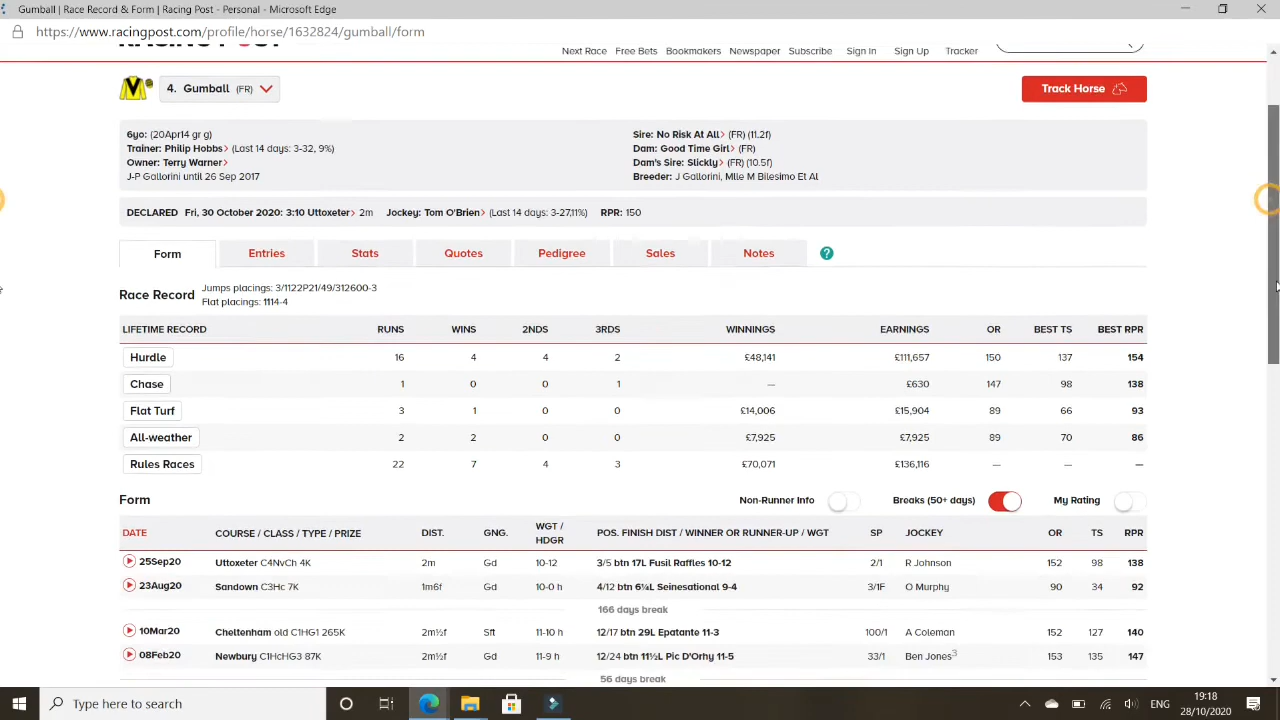 Gumball | Race Record & Form | Racing Post - Personal - Microsoft Edge
https://www.racingpost.com/profile/horse/1632824/gumball/form
Next Race Free Bets Bookmakers Newspaper Subscribe Sign In Sign Up Tracker
4. Gumball (FR)
Track Horse
6yo: (20Apr14 gr g)
Trainer: Philip Hobbs> (Last 14 days: 3-32, 9%)
Owner: Terry Warner>
J-P Gallorini until 26 Sep 2017
Sire: No Risk At All> (FR) (11.2f)
Dam: Good Time Girl> (FR)
Dam's Sire: Slickly> (FR) (10.5f)
Breeder: J Gallorini, Mlle M Bilesimo Et Al
DECLARED Fri, 30 October 2020: 3:10 Uttoxeter> 2m Jockey: Tom O'Brien> (Last 14 days: 3-27,11%) RPR: 150
Form Entries Stats Quotes Pedigree Sales Notes ?
Race Record
Jumps placings: 3/1122P21/49/312600-3
Flat placings: 1114-4
LIFETIME RECORD RUNS WINS 2NDS 3RDS WINNINGS EARNINGS OR BEST TS BEST RPR
Hurdle 16 4 4 2 £48,141 £111,657 150 137 154
Chase 1 0 0 1 — £630 147 98 138
Flat Turf 3 1 0 0 £14,006 £15,904 89 66 93
All-weather 2 2 0 0 £7,925 £7,925 89 70 86
Rules Races 22 7 4 3 £70,071 £136,116 — — —
Form Non-Runner Info Breaks (50+ days) My Rating
DATE COURSE / CLASS / TYPE / PRIZE DIST. GNG. WGT / HDGR POS. FINISH DIST / WINNER OR RUNNER-UP / WGT SP JOCKEY OR TS RPR
25Sep20 Uttoxeter C4NvCh 4K 2m Gd 10-12 3/5 btn 17L Fusil Raffles 10-12 2/1 R Johnson 152 98 138
23Aug20 Sandown C3Hc 7K 1m6f Gd 10-0 h 4/12 btn 6¼L Seinesational 9-4 3/1F O Murphy 90 34 92
166 days break
10Mar20 Cheltenham old C1HG1 265K 2m½f Sft 11-10 h 12/17 btn 29L Epatante 11-3 100/1 A Coleman 152 127 140
08Feb20 Newbury C1HcHG3 87K 2m½f Gd 11-9 h 12/24 btn 11½L Pic D'Orhy 11-5 33/1 Ben Jones3 153 135 147
56 days break
Type here to search
ENG
19:18
28/10/2020